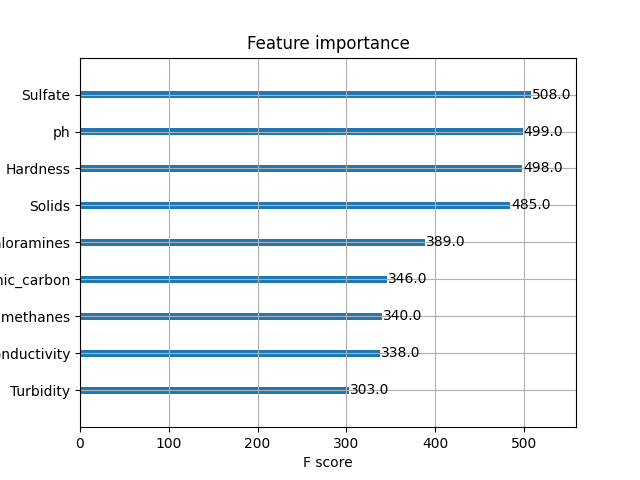 Feature importance
Sulfate 508.0
ph 499.0
Hardness 498.0
Solids 485.0
loramines 389.0
nic_carbon 346.0
methanes 340.0
onductivity 338.0
Turbidity 303.0
0 100 200 300 400 500
F score